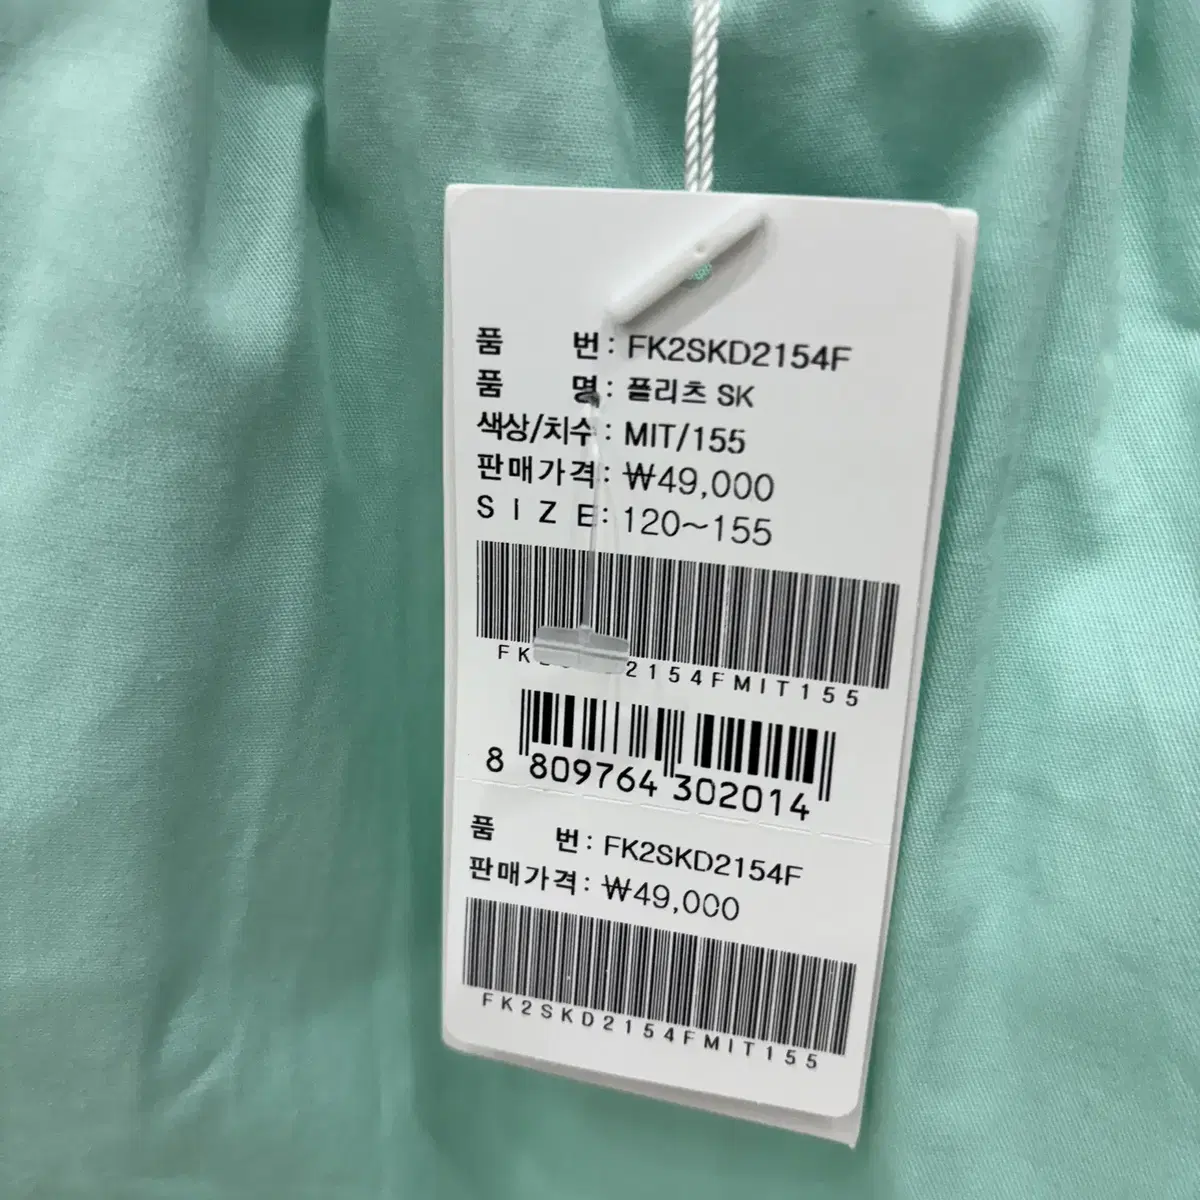 품 번: FK2SKD2154F
품 명: 플리츠 SK
색상/치수: MIT/155
판매가격: ₩49,000
SIZE: 120~155
FK2154FMIT155
8 809764 302014
품 번: FK2SKD2154F
판매가격: ₩49,000
FK2SKD2154FMIT155